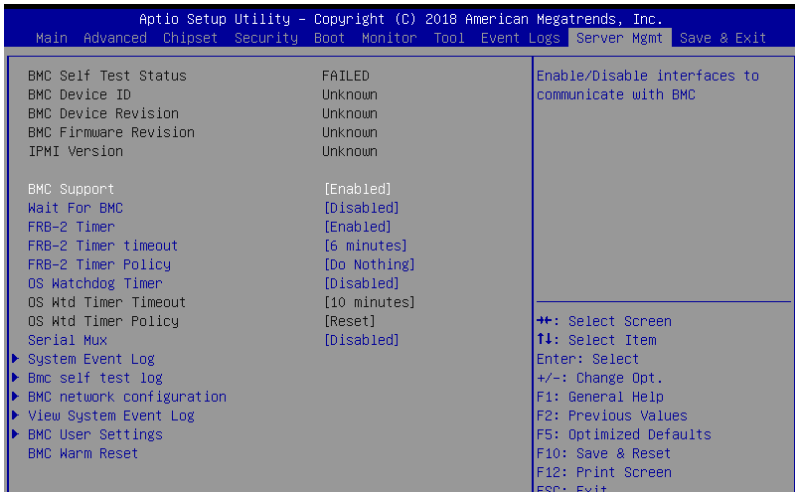 Aptio Setup Utility – Copyright (C) 2018 American Megatrends, Inc.
Main Advanced Chipset Security Boot Monitor Tool Event Logs Server Mgmt Save & Exit
BMC Self Test Status FAILED
BMC Device ID Unknown
BMC Device Revision Unknown
BMC Firmware Revision Unknown
IPMI Version Unknown
BMC Support [Enabled]
Wait For BMC [Disabled]
FRB-2 Timer [Enabled]
FRB-2 Timer timeout [6 minutes]
FRB-2 Timer Policy [Do Nothing]
OS Watchdog Timer [Disabled]
OS Wtd Timer Timeout [10 minutes]
OS Wtd Timer Policy [Reset]
Serial Mux [Disabled]
System Event Log
Bmc self test log
BMC network configuration
View System Event Log
BMC User Settings
BMC Warm Reset
Enable/Disable interfaces to
communicate with BMC
→←: Select Screen
↑↓: Select Item
Enter: Select
+/-: Change Opt.
F1: General Help
F2: Previous Values
F5: Optimized Defaults
F10: Save & Reset
F12: Print Screen
ESC: Exit